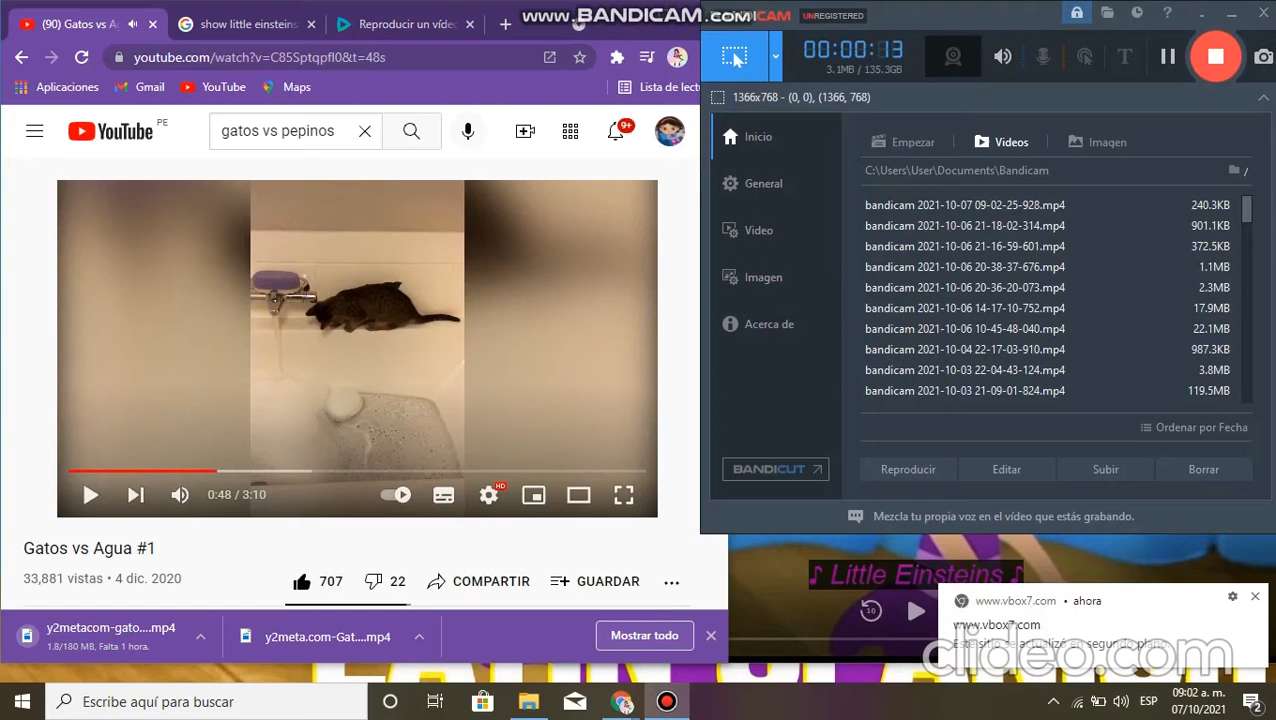 (90) Gatos vs A
show little einsteins
Reproducir un víde
www.BANDICAM.com
BANDICAM UNREGISTERED
youtube.com/watch?v=C85Sptqpfl0&t=48s
Aplicaciones
Gmail
YouTube
Maps
Lista de lect
00:00:13
3.1MB / 135.3GB
1366x768 - (0, 0), (1366, 768)
YouTube PE
gatos vs pepinos
9+
Inicio
General
Video
Imagen
Acerca de
BANDICUT
Empezar
Videos
Imagen
C:\Users\User\Documents\Bandicam
/
bandicam 2021-10-07 09-02-25-928.mp4 240.3KB
bandicam 2021-10-06 21-18-02-314.mp4 901.1KB
bandicam 2021-10-06 21-16-59-601.mp4 372.5KB
bandicam 2021-10-06 20-38-37-676.mp4 1.1MB
bandicam 2021-10-06 20-36-20-073.mp4 2.3MB
bandicam 2021-10-06 14-17-10-752.mp4 17.9MB
bandicam 2021-10-06 10-45-48-040.mp4 22.1MB
bandicam 2021-10-04 22-17-03-910.mp4 987.3KB
bandicam 2021-10-03 22-04-43-124.mp4 3.8MB
bandicam 2021-10-03 21-09-01-824.mp4 119.5MB
Ordenar por Fecha
Reproducir
Editar
Subir
Borrar
Mezcla tu propia voz en el vídeo que estás grabando.
0:48 / 3:10
HD
Gatos vs Agua #1
33,881 vistas • 4 dic. 2020
707
22
COMPARTIR
GUARDAR
♪ Little Einsteins ♪
10
www.vbox7.com • ahora
www.vbox7.com
Este sitio se actualizó en segundo plano.
clideo.com
y2metacom-gato....mp4
1.8/180 MB, Falta 1 hora.
y2meta.com-Gat....mp4
Mostrar todo
Escribe aquí para buscar
ESP
09:02 a. m.
07/10/2021
2